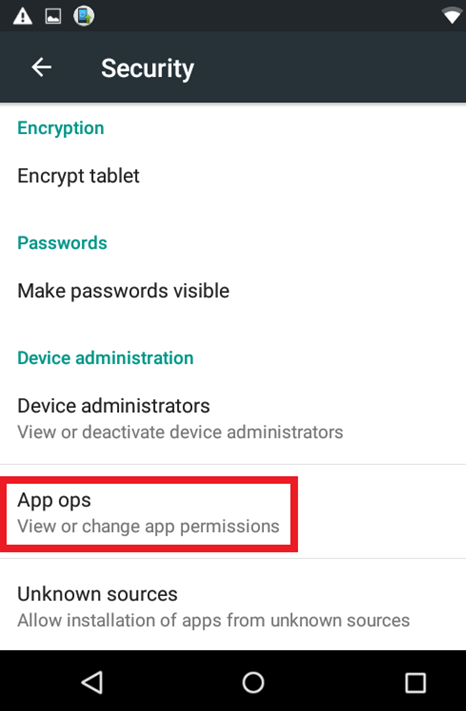 Security
Encryption
Encrypt tablet
Passwords
Make passwords visible
Device administration
Device administrators
View or deactivate device administrators
App ops
View or change app permissions
Unknown sources
Allow installation of apps from unknown sources